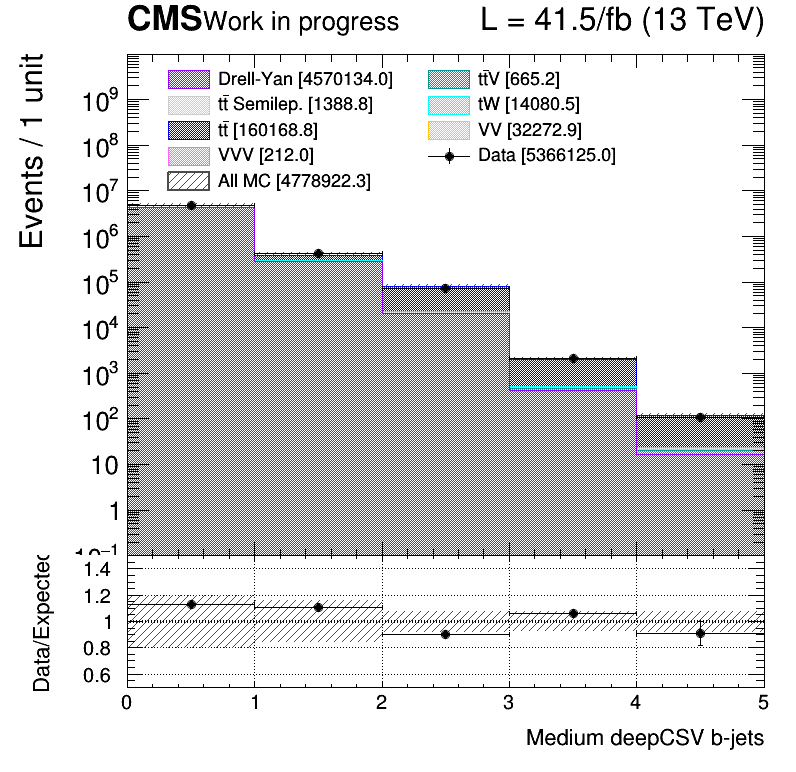 CMS Work in progress L = 41.5/fb (13 TeV)
Events / 1 unit
Drell-Yan [4570134.0]
tt̄ Semilep. [1388.8]
tt̄ [160168.8]
VVV [212.0]
All MC [4778922.3]
tt̄V [665.2]
tW [14080.5]
VV [32272.9]
Data [5366125.0]
10⁹
10⁸
10⁷
10⁶
10⁵
10⁴
10³
10²
10
1
10⁻¹
Data/Expected
1.4
1.2
1
0.8
0.6
0 1 2 3 4 5
Medium deepCSV b-jets